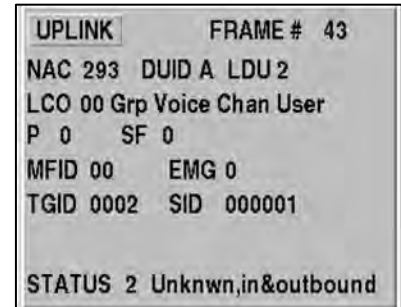 UPLINK FRAME # 43
NAC 293 DUID A LDU 2
LCO 00 Grp Voice Chan User
P 0 SF 0
MFID 00 EMG 0
TGID 0002 SID 000001
STATUS 2 Unknwn,in&outbound